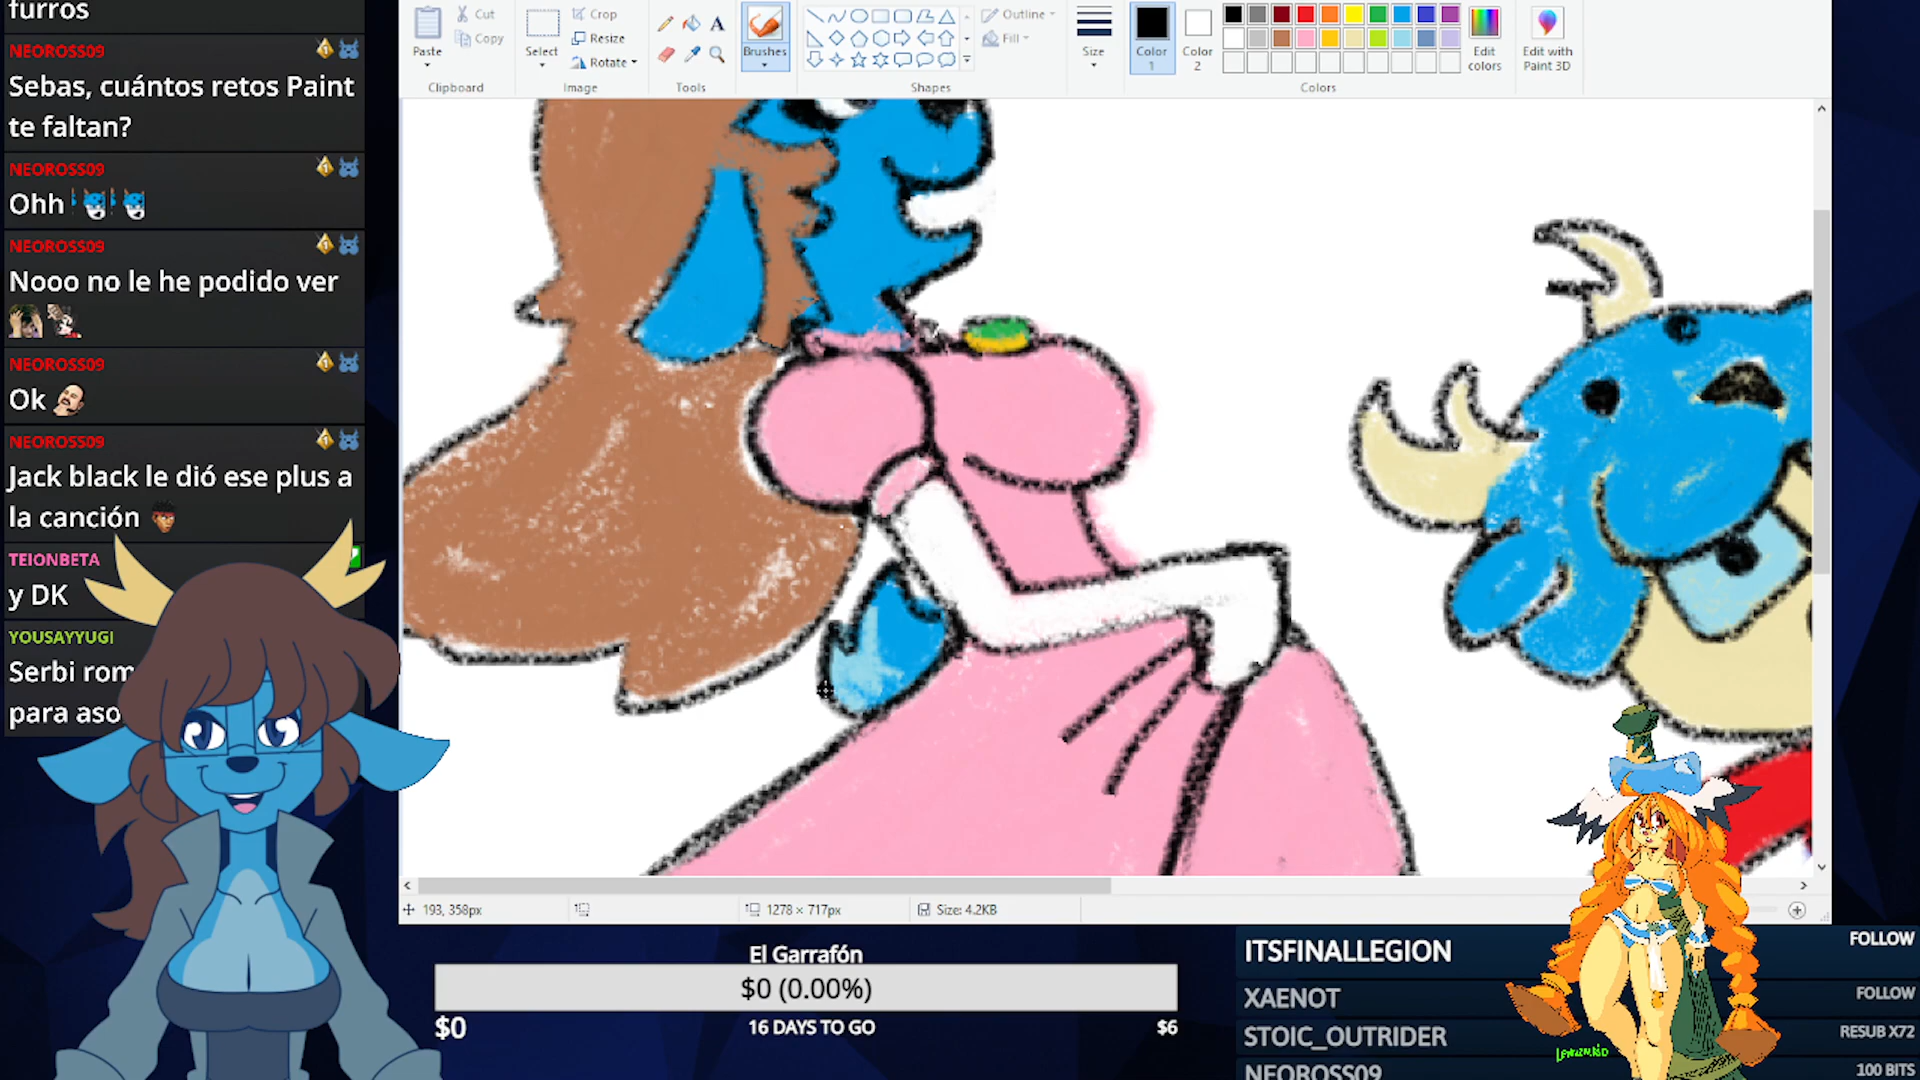 furros
NEOROSS09
Sebas, cuántos retos Paint
te faltan?
NEOROSS09
Ohh
NEOROSS09
Nooo no le he podido ver
NEOROSS09
Ok
NEOROSS09
Jack black le dió ese plus a
la canción
TEIONBETA
y DK
YOUSAYYUGI
Serbi rom
para aso
Paste
Cut
Copy
Clipboard
Select
Crop
Resize
Rotate
Image
Tools
Brushes
Shapes
Outline
Fill
Size
Color
1
Color
2
Edit
colors
Edit with
Paint 3D
Colors
193, 358px
1278 × 717px
Size: 4.2KB
El Garrafón
$0 (0.00%)
$0
16 DAYS TO GO
$6
ITSFINALLEGION FOLLOW
XAENOT FOLLOW
STOIC_OUTRIDER RESUB X72
NEOROSS09 100 BITS